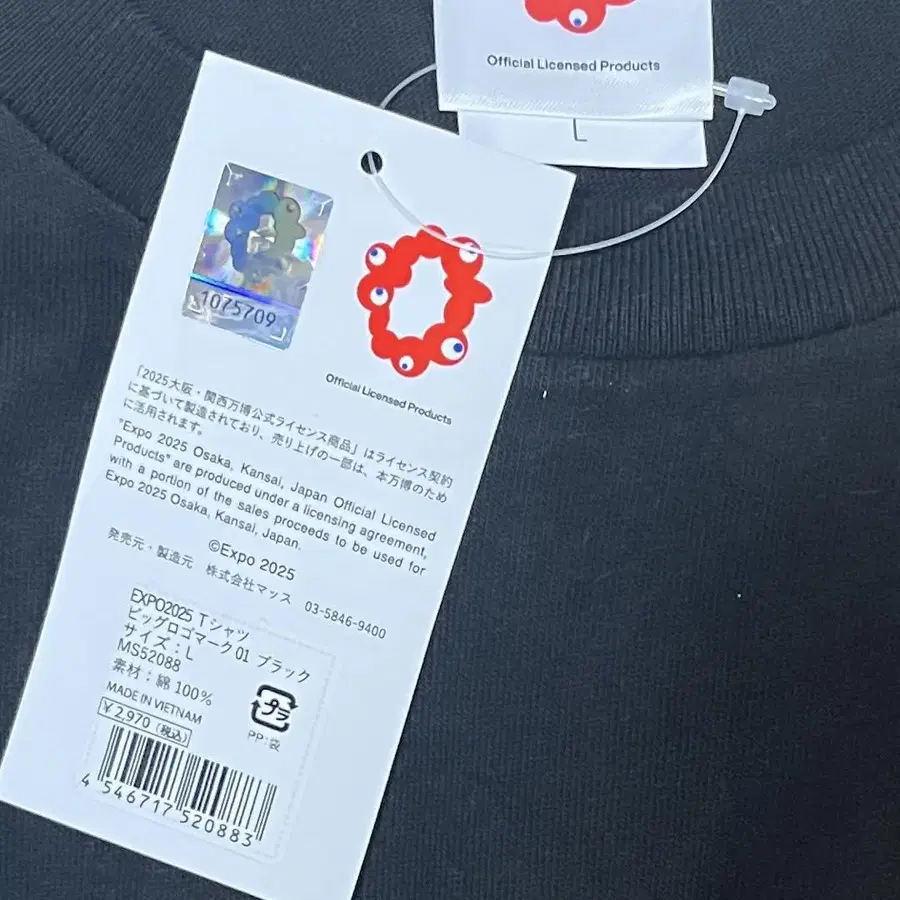 Official Licensed Products
L
1075709
Official Licensed Products
「2025大阪・関西万博公式ライセンス商品」はライセンス契約
に基づいて製造されており、売り上げの一部は、本万博のため
に活用されます。
"Expo 2025 Osaka, Kansai, Japan Official Licensed
Products" are produced under a licensing agreement,
with a portion of the sales proceeds to be used for
Expo 2025 Osaka, Kansai, Japan.
©Expo 2025
発売元・製造元 株式会社マッス 03-5846-9400
EXPO2025 Tシャツ
ビッグロゴマーク01 ブラック
サイズ：L
MS52088
素材：綿 100%
MADE IN VIETNAM
¥2,970（税込）
プラ
PP:袋
4 546717 520883